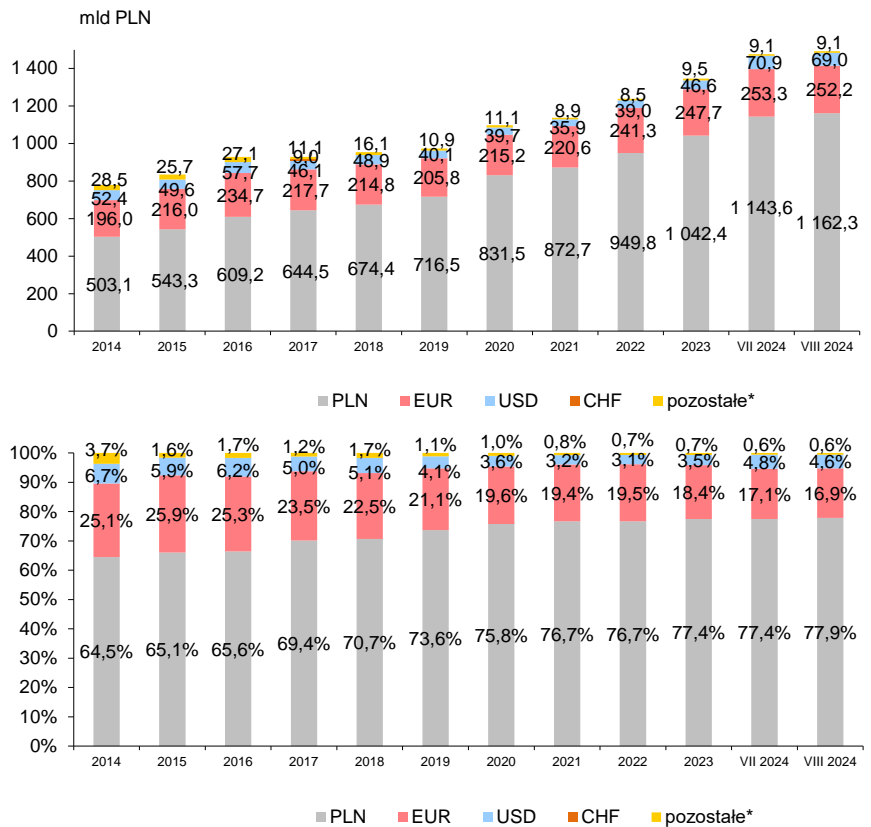 mld PLN
1 400
1 200
1 000
800
600
400
200
0
28,5 25,7 27,1 11,1 16,1 10,9 11,1 8,9 8,5 9,5 9,1 9,1
9,0
52,4 49,6 57,7 46,1 48,9 40,1 39,7 35,9 39,0 46,6 70,9 69,0
196,0 216,0 234,7 217,7 214,8 205,8 215,2 220,6 241,3 247,7 253,3 252,2
503,1 543,3 609,2 644,5 674,4 716,5 831,5 872,7 949,8 1 042,4 1 143,6 1 162,3
2014 2015 2016 2017 2018 2019 2020 2021 2022 2023 VII 2024 VIII 2024
PLN EUR USD CHF pozostałe*
100%
90%
80%
70%
60%
50%
40%
30%
20%
10%
0%
3,7% 1,6% 1,7% 1,2% 1,7% 1,1% 1,0% 0,8% 0,7% 0,7% 0,6% 0,6%
6,7% 5,9% 6,2% 5,0% 5,1% 4,1% 3,6% 3,2% 3,1% 3,5% 4,8% 4,6%
25,1% 25,9% 25,3% 23,5% 22,5% 21,1% 19,6% 19,4% 19,5% 18,4% 17,1% 16,9%
64,5% 65,1% 65,6% 69,4% 70,7% 73,6% 75,8% 76,7% 76,7% 77,4% 77,4% 77,9%
2014 2015 2016 2017 2018 2019 2020 2021 2022 2023 VII 2024 VIII 2024
PLN EUR USD CHF pozostałe*